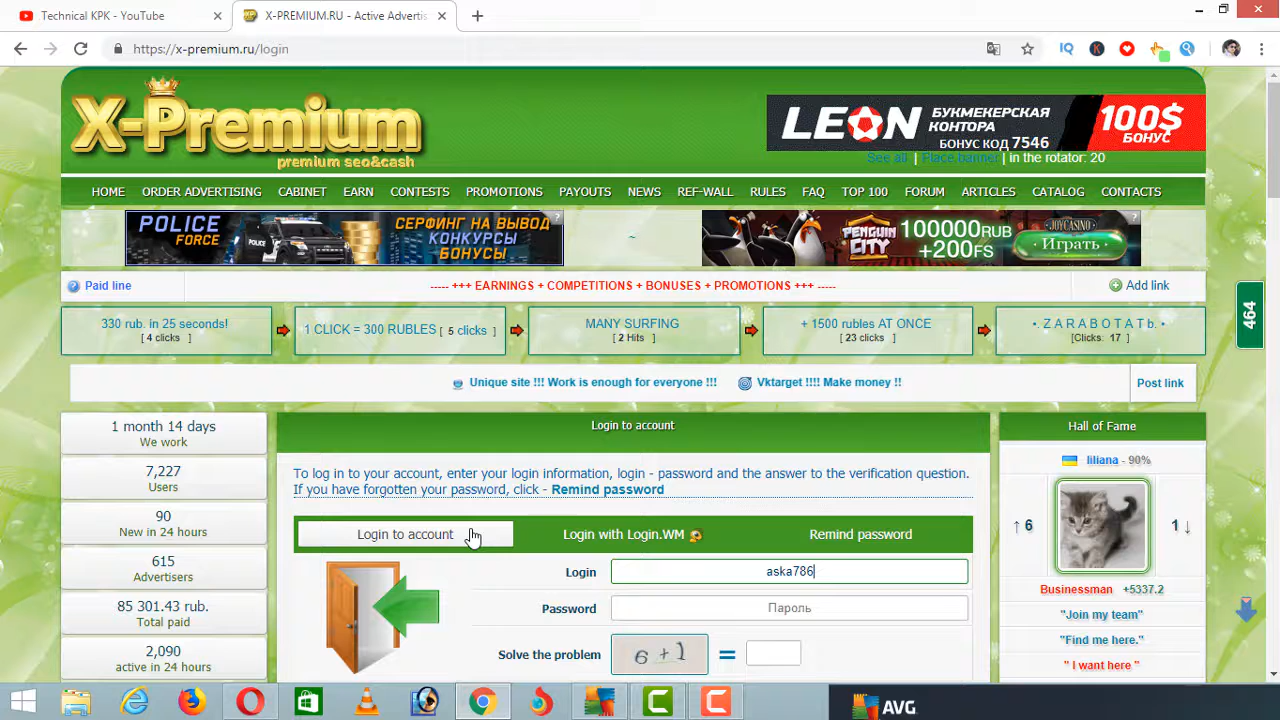 Technical KPK - YouTube
X-PREMIUM.RU - Active Advertis
https://x-premium.ru/login
X-Premium
premium seo&cash
LEON БУКМЕКЕРСКАЯ КОНТОРА
БОНУС КОД 7546
100$ БОНУС
See all | Place banner | in the rotator: 20
HOME ORDER ADVERTISING CABINET EARN CONTESTS PROMOTIONS PAYOUTS NEWS REF-WALL RULES FAQ TOP 100 FORUM ARTICLES CATALOG CONTACTS
POLICE FORCE
POLICE
СЕРФИНГ НА ВЫВОД
КОНКУРСЫ
БОНУСЫ
?
~
PENGUIN CITY
100000RUB
+200FS
JOYCASINO
Играть
?
Paid line
----- +++ EARNINGS + COMPETITIONS + BONUSES + PROMOTIONS +++ -----
Add link
330 rub. in 25 seconds!
[ 4 clicks ]
1 CLICK = 300 RUBLES [ 5 clicks ]
MANY SURFING
[ 2 Hits ]
+ 1500 rubles AT ONCE
[ 23 clicks ]
•. Z A R A B O T A T b. •
[Clicks: 17 ]
464
Unique site !!! Work is enough for everyone !!!
Vktarget !!!! Make money !!
Post link
1 month 14 days
We work
7,227
Users
90
New in 24 hours
615
Advertisers
85 301.43 rub.
Total paid
2,090
active in 24 hours
Login to account
To log in to your account, enter your login information, login - password and the answer to the verification question.
If you have forgotten your password, click - Remind password
Login to account
Login with Login.WM
Remind password
Login
aska786
Password
Пароль
Solve the problem
6 + 1
=
Hall of Fame
liliana - 90%
↑ 6
1 ↓
Businessman +5337.2
"Join my team"
"Find me here."
" I want here "
AVG